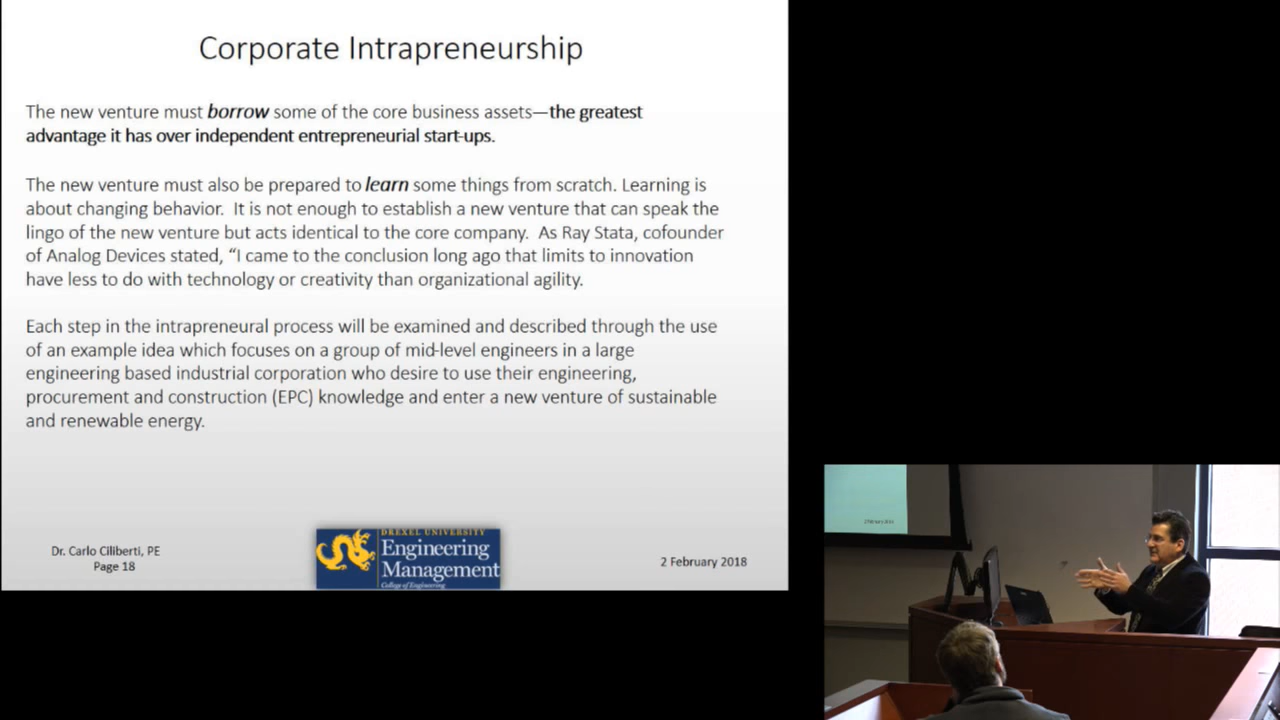 Corporate Intrapreneurship
The new venture must borrow some of the core business assets—the greatest
advantage it has over independent entrepreneurial start-ups.
The new venture must also be prepared to learn some things from scratch. Learning is
about changing behavior.  It is not enough to establish a new venture that can speak the
lingo of the new venture but acts identical to the core company.  As Ray Stata, cofounder
of Analog Devices stated, “I came to the conclusion long ago that limits to innovation
have less to do with technology or creativity than organizational agility.
Each step in the intrapreneural process will be examined and described through the use
of an example idea which focuses on a group of mid-level engineers in a large
engineering based industrial corporation who desire to use their engineering,
procurement and construction (EPC) knowledge and enter a new venture of sustainable
and renewable energy.
Dr. Carlo Ciliberti, PE
Page 18
DREXEL UNIVERSITY
Engineering
Management
College of Engineering
2 February 2018